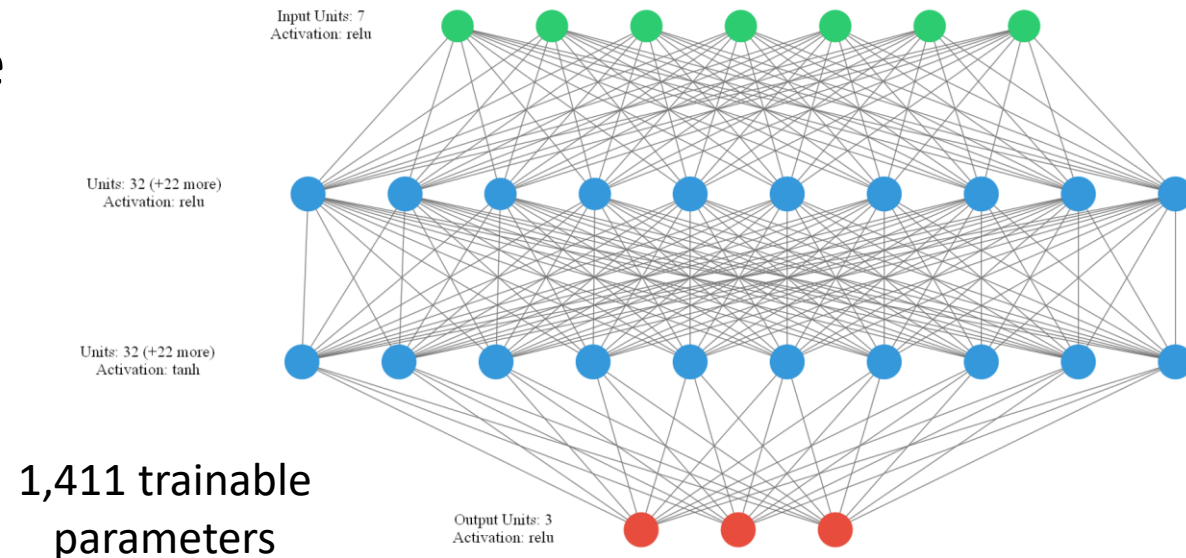 e
Input Units: 7
Activation: relu
Units: 32 (+22 more)
Activation: relu
Units: 32 (+22 more)
Activation: tanh
1,411 trainable
parameters
Output Units: 3
Activation: relu